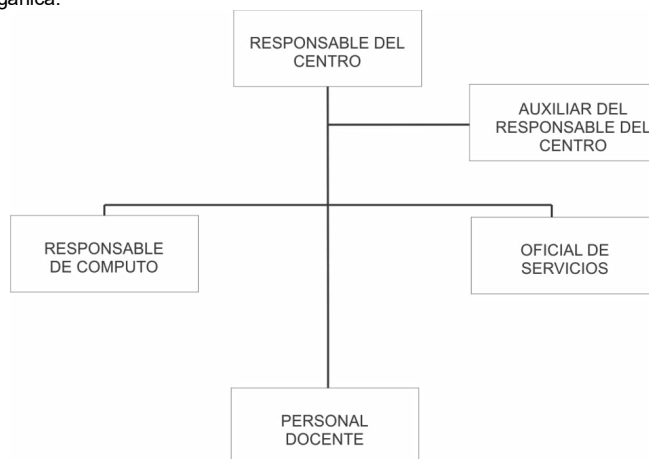 RESPONSABLE DEL
CENTRO
AUXILIAR DEL
RESPONSABLE DEL
CENTRO
RESPONSABLE
DE COMPUTO
OFICIAL DE
SERVICIOS
PERSONAL
DOCENTE